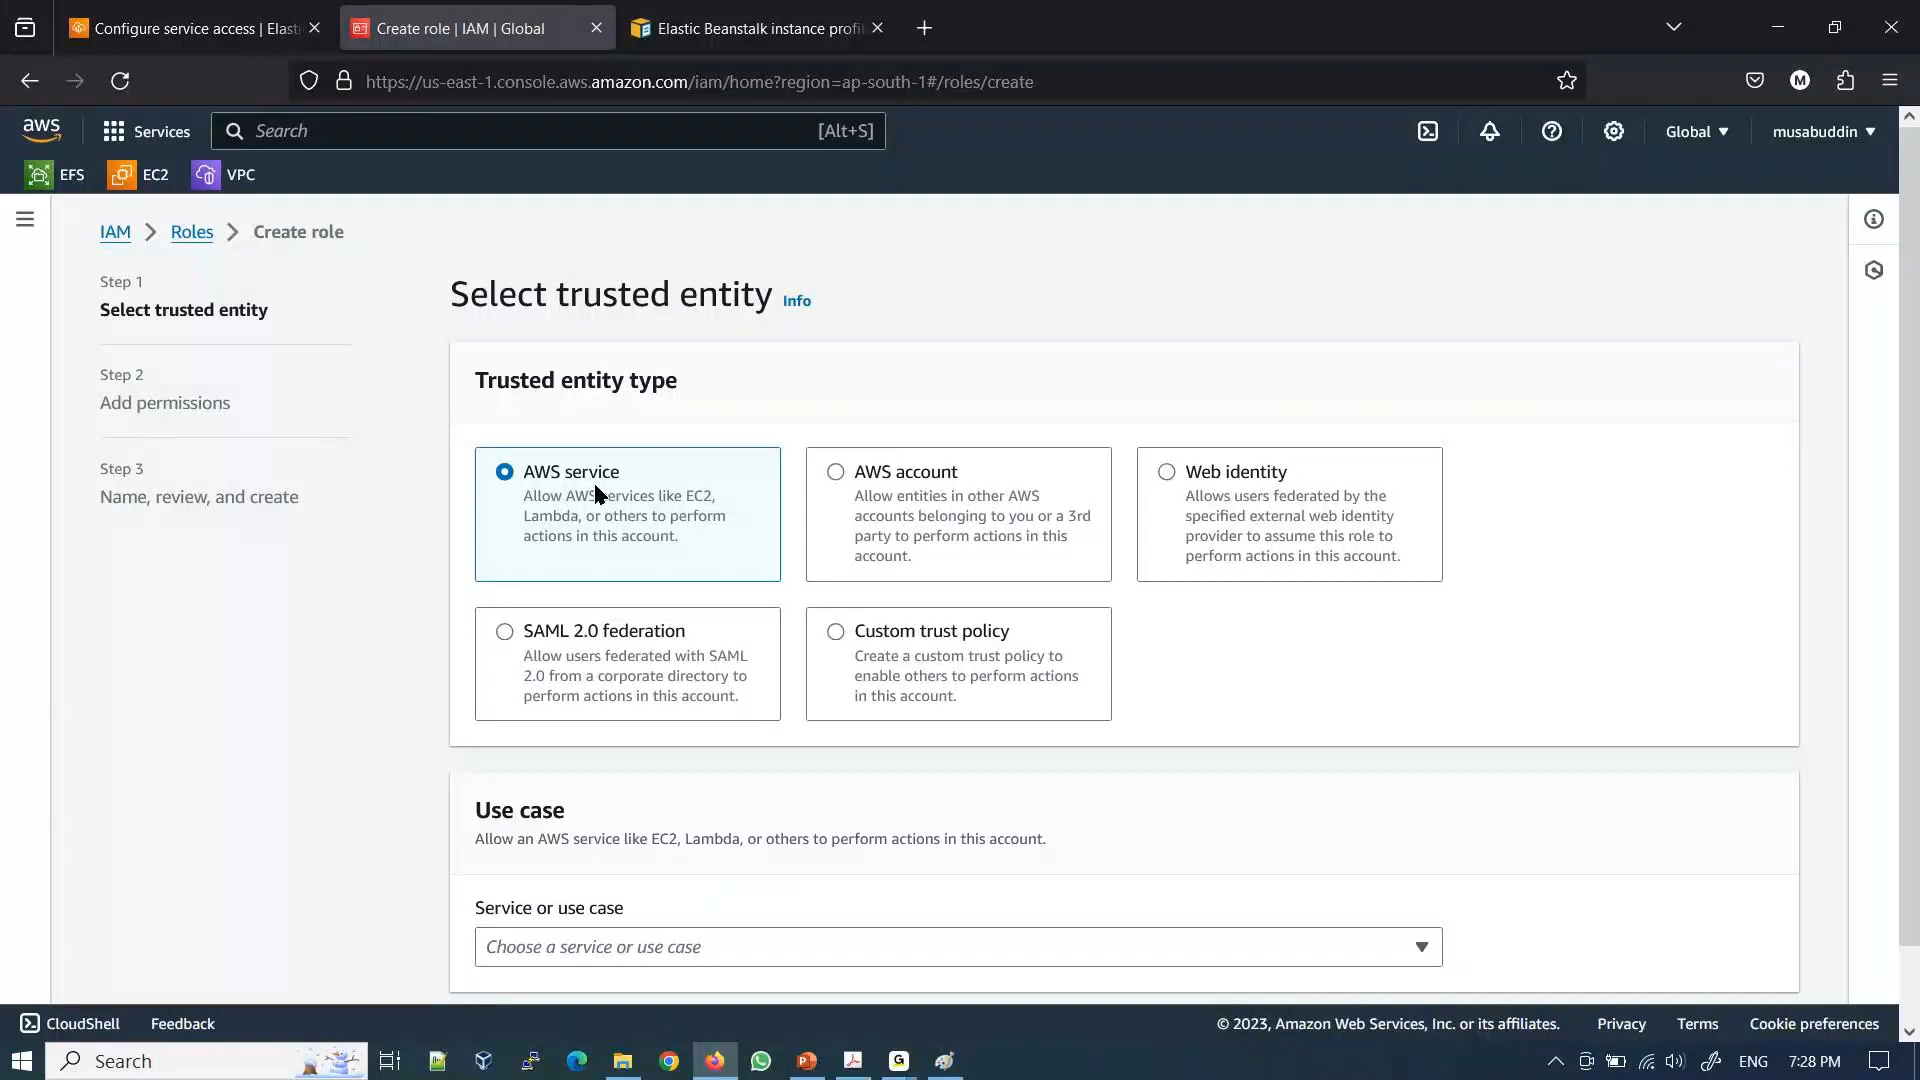 Configure service access | Elast
Create role | IAM | Global
Elastic Beanstalk instance profil
https://us-east-1.console.aws.amazon.com/iam/home?region=ap-south-1#/roles/create
M
aws
Services
Search
[Alt+S]
Global
musabuddin
EFS
EC2
VPC
IAM
Roles
Create role
Step 1
Select trusted entity
Step 2
Add permissions
Step 3
Name, review, and create
Select trusted entity Info
Trusted entity type
AWS service
Allow AWS services like EC2,
Lambda, or others to perform
actions in this account.
AWS account
Allow entities in other AWS
accounts belonging to you or a 3rd
party to perform actions in this
account.
Web identity
Allows users federated by the
specified external web identity
provider to assume this role to
perform actions in this account.
SAML 2.0 federation
Allow users federated with SAML
2.0 from a corporate directory to
perform actions in this account.
Custom trust policy
Create a custom trust policy to
enable others to perform actions
in this account.
Use case
Allow an AWS service like EC2, Lambda, or others to perform actions in this account.
Service or use case
Choose a service or use case
CloudShell
Feedback
© 2023, Amazon Web Services, Inc. or its affiliates.
Privacy
Terms
Cookie preferences
Search
ENG
7:28 PM